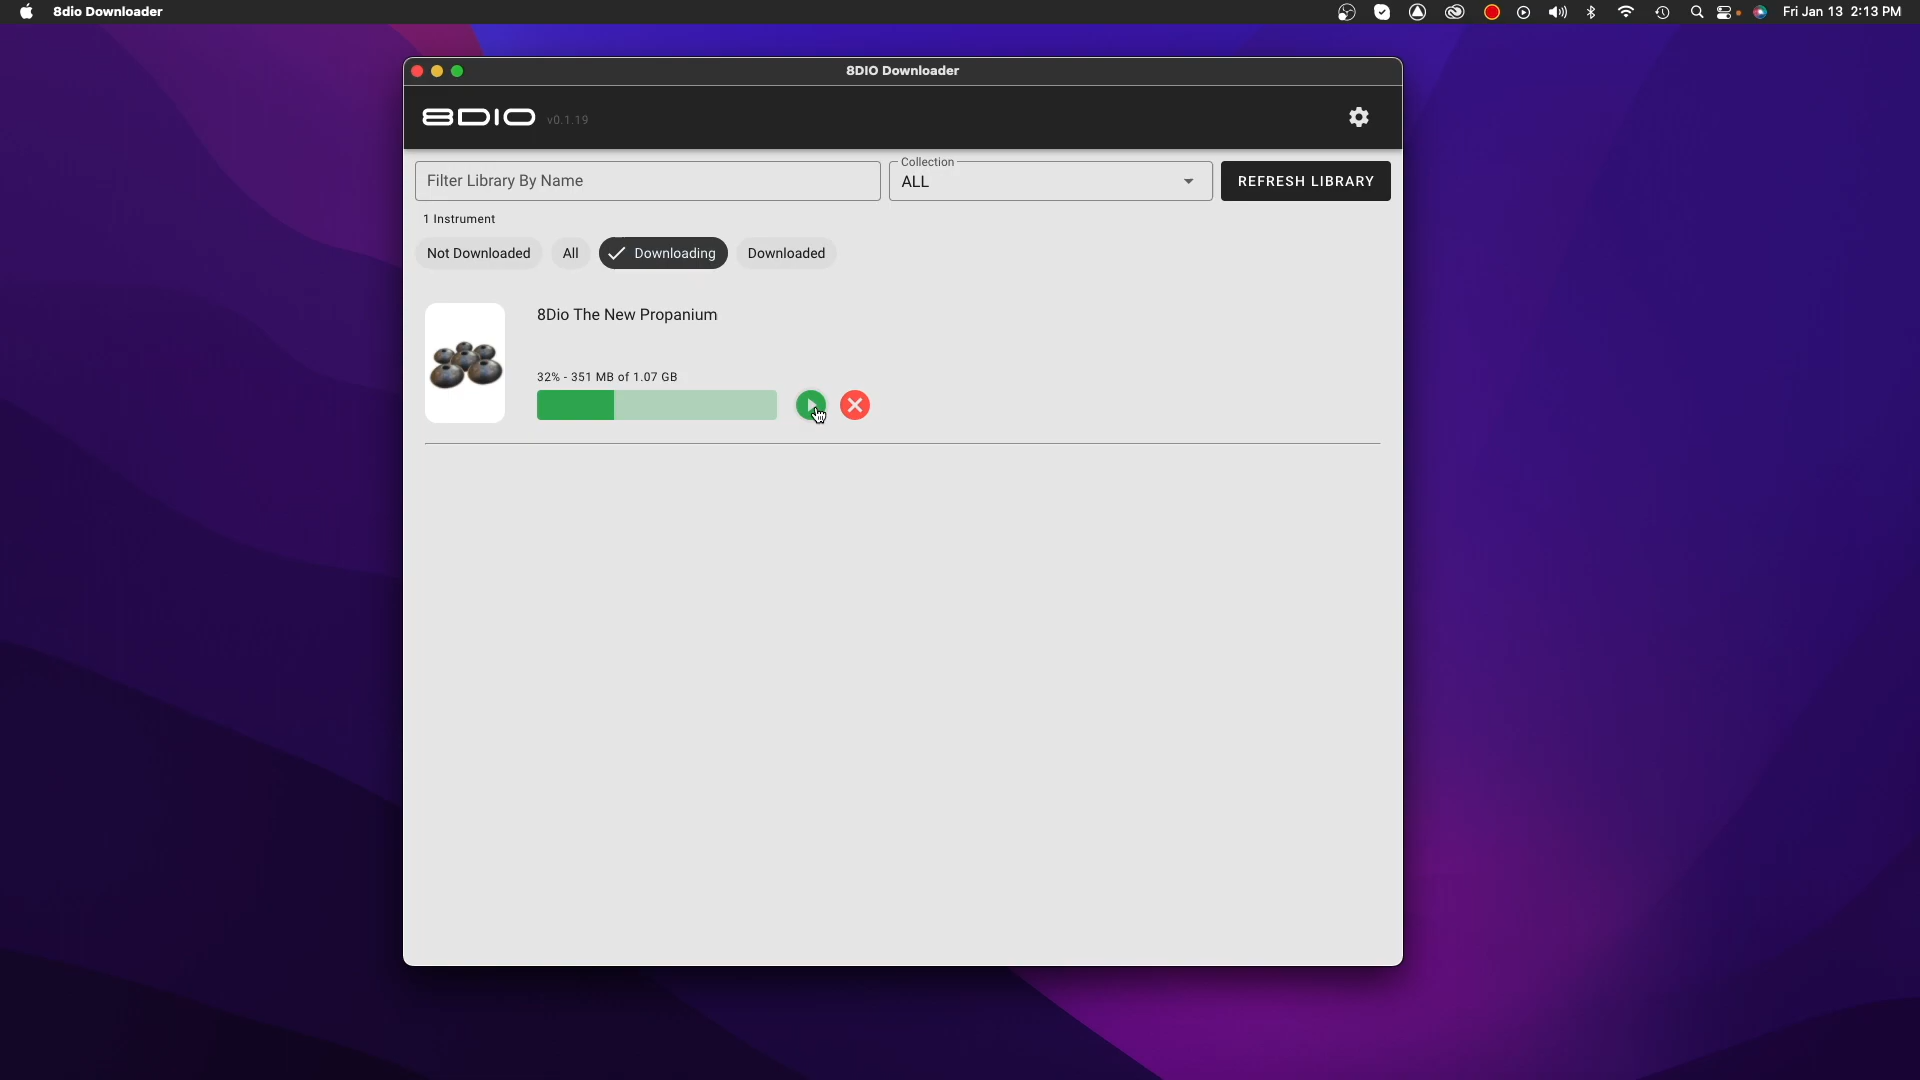 8dio Downloader
Fri Jan 13 2:13 PM
8DIO Downloader
8DIO v0.1.19
Filter Library By Name
Collection
ALL
REFRESH LIBRARY
1 Instrument
Not Downloaded
All
Downloading
Downloaded
8Dio The New Propanium
32% - 351 MB of 1.07 GB